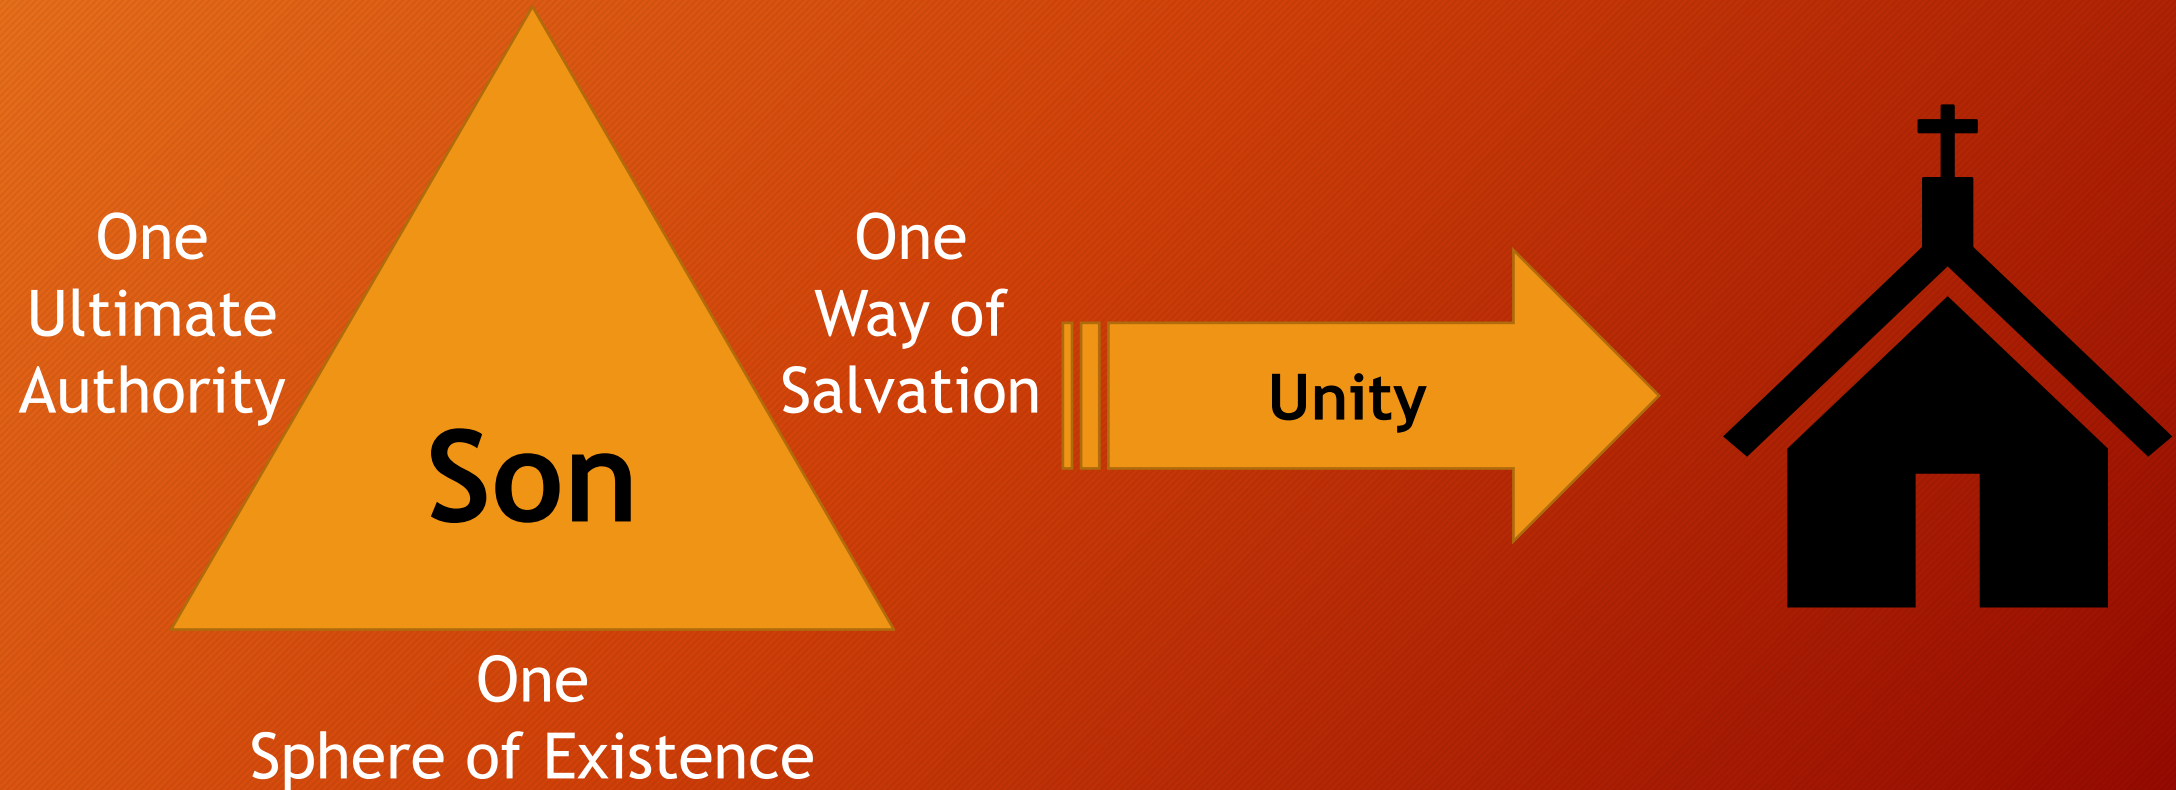 One
Ultimate
Authority
Son
One
Way of
Salvation
One
Sphere of Existence
Unity